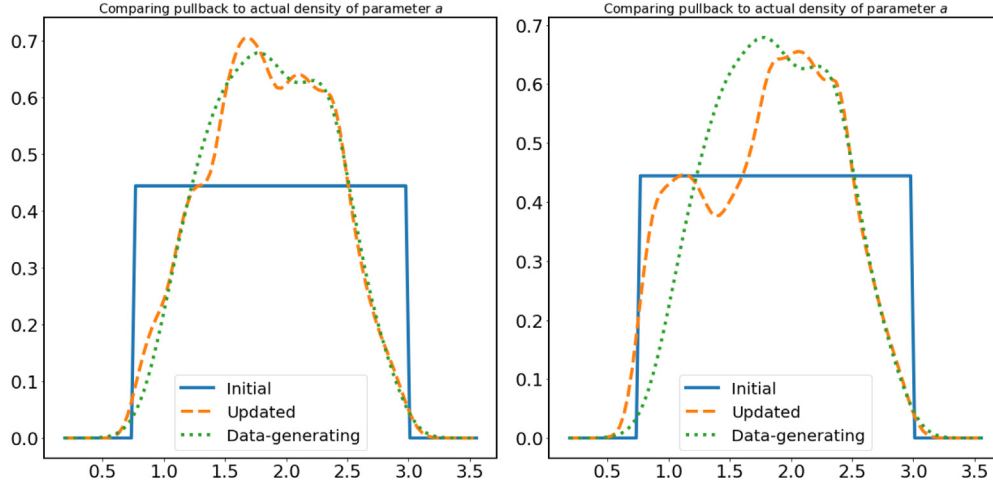 Comparing pullback to actual density of parameter a
0.7
0.6
0.5
0.4
0.3
0.2
0.1
0.0
0.5 1.0 1.5 2.0 2.5 3.0 3.5
Initial
Updated
Data-generating
Comparing pullback to actual density of parameter a
0.7
0.6
0.5
0.4
0.3
0.2
0.1
0.0
0.5 1.0 1.5 2.0 2.5 3.0 3.5
Initial
Updated
Data-generating